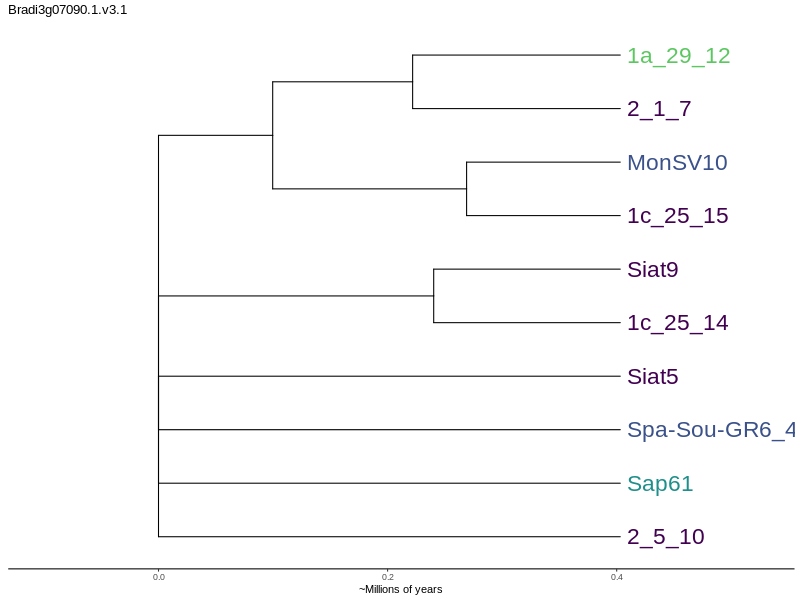 Bradi3g07090.1.v3.1
1a_29_12
2_1_7
MonSV10
1c_25_15
Siat9
1c_25_14
Siat5
Spa-Sou-GR6_4
Sap61
2_5_10
0.0 0.2 0.4
~Millions of years